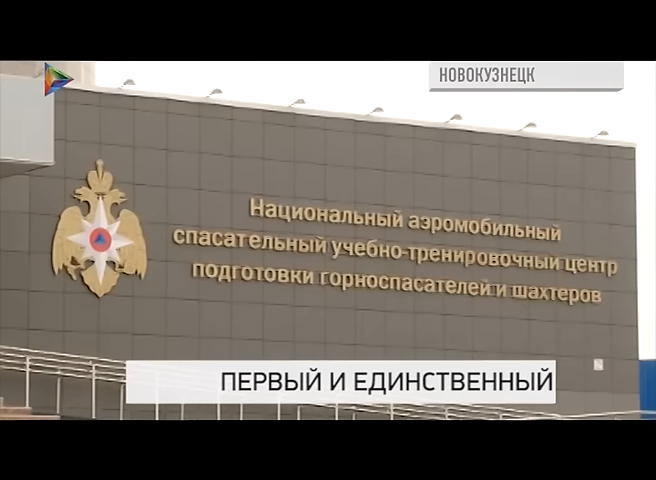 НОВОКУЗНЕЦК
Национальный аэромобильный
спасательный учебно-тренировочный центр
подготовки горноспасателей и шахтеров
ПЕРВЫЙ И ЕДИНСТВЕННЫЙ